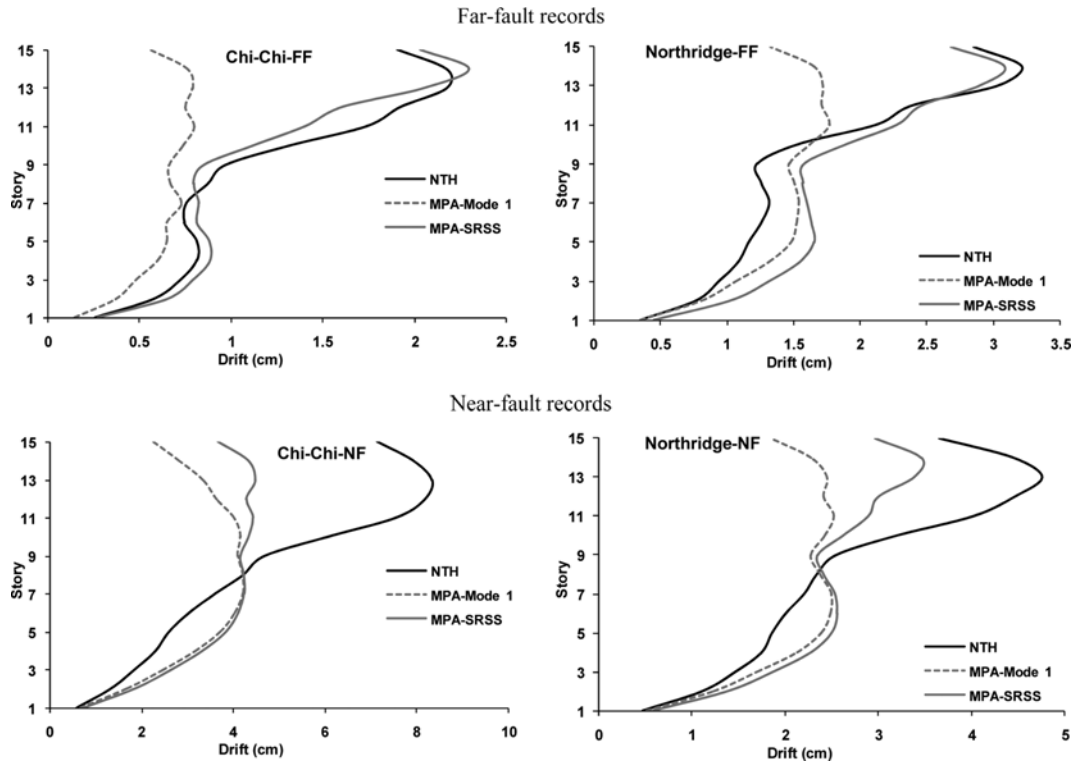 Far-fault records
Chi-Chi-FF
15
13
11
9
7
5
3
1
Story
NTH
MPA-Mode 1
MPA-SRSS
0
0.5
1
1.5
2
2.5
Drift (cm)
Northridge-FF
15
13
11
9
7
5
3
1
Story
NTH
MPA-Mode 1
MPA-SRSS
0
0.5
1
1.5
2
2.5
3
3.5
Drift (cm)
Near-fault records
Chi-Chi-NF
15
13
11
9
7
5
3
1
Story
NTH
MPA-Mode 1
MPA-SRSS
0
2
4
6
8
10
Drift (cm)
Northridge-NF
15
13
11
9
7
5
3
1
Story
NTH
MPA-Mode 1
MPA-SRSS
0
1
2
3
4
5
Drift (cm)